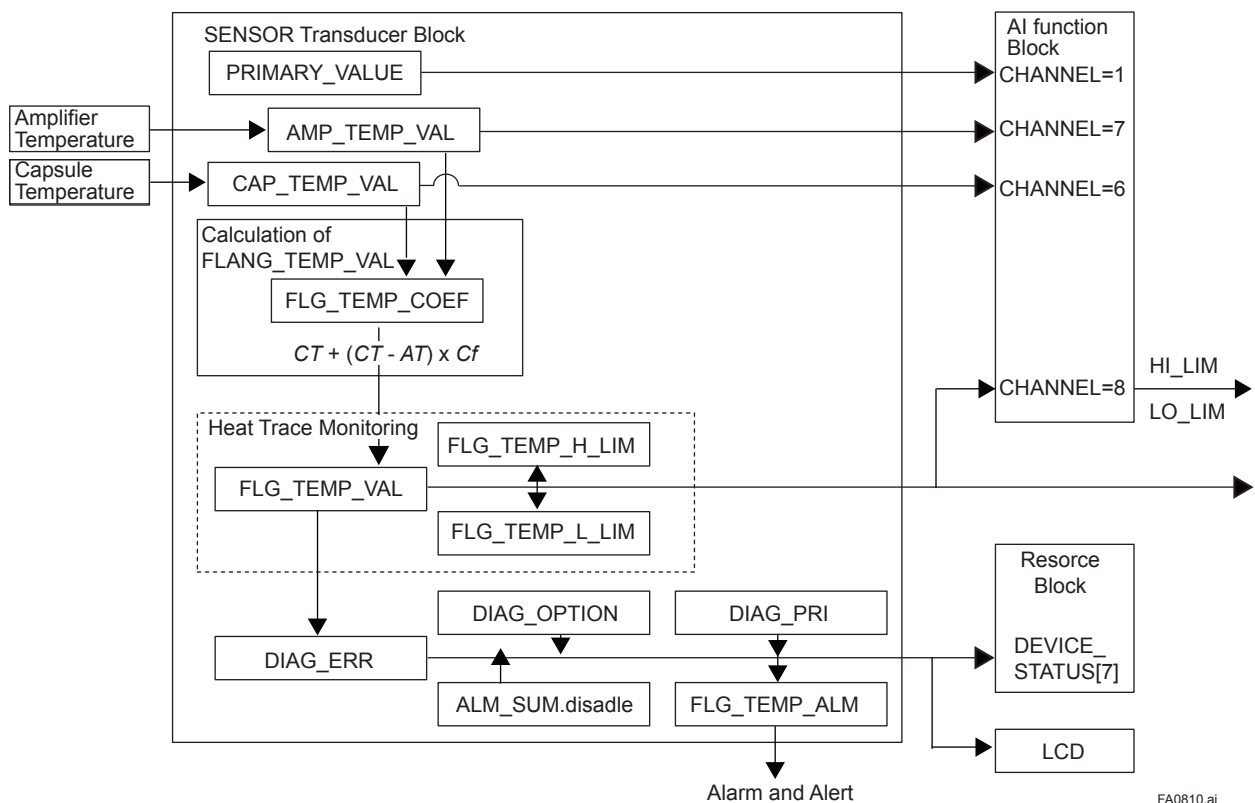 SENSOR Transducer Block
PRIMARY_VALUE
AI function
Block
CHANNEL=1
Amplifier
Temperature
AMP_TEMP_VAL
CHANNEL=7
Capsule
Temperature
CAP_TEMP_VAL
CHANNEL=6
Calculation of
FLANG_TEMP_VAL
FLG_TEMP_COEF
CT + (CT - AT) x Cf
CHANNEL=8
HI_LIM
LO_LIM
Heat Trace Monitoring
FLG_TEMP_H_LIM
FLG_TEMP_VAL
FLG_TEMP_L_LIM
Resorce
Block
DIAG_OPTION
DIAG_PRI
DIAG_ERR
DEVICE_
STATUS[7]
ALM_SUM.disadle
FLG_TEMP_ALM
LCD
Alarm and Alert
FA0810.ai